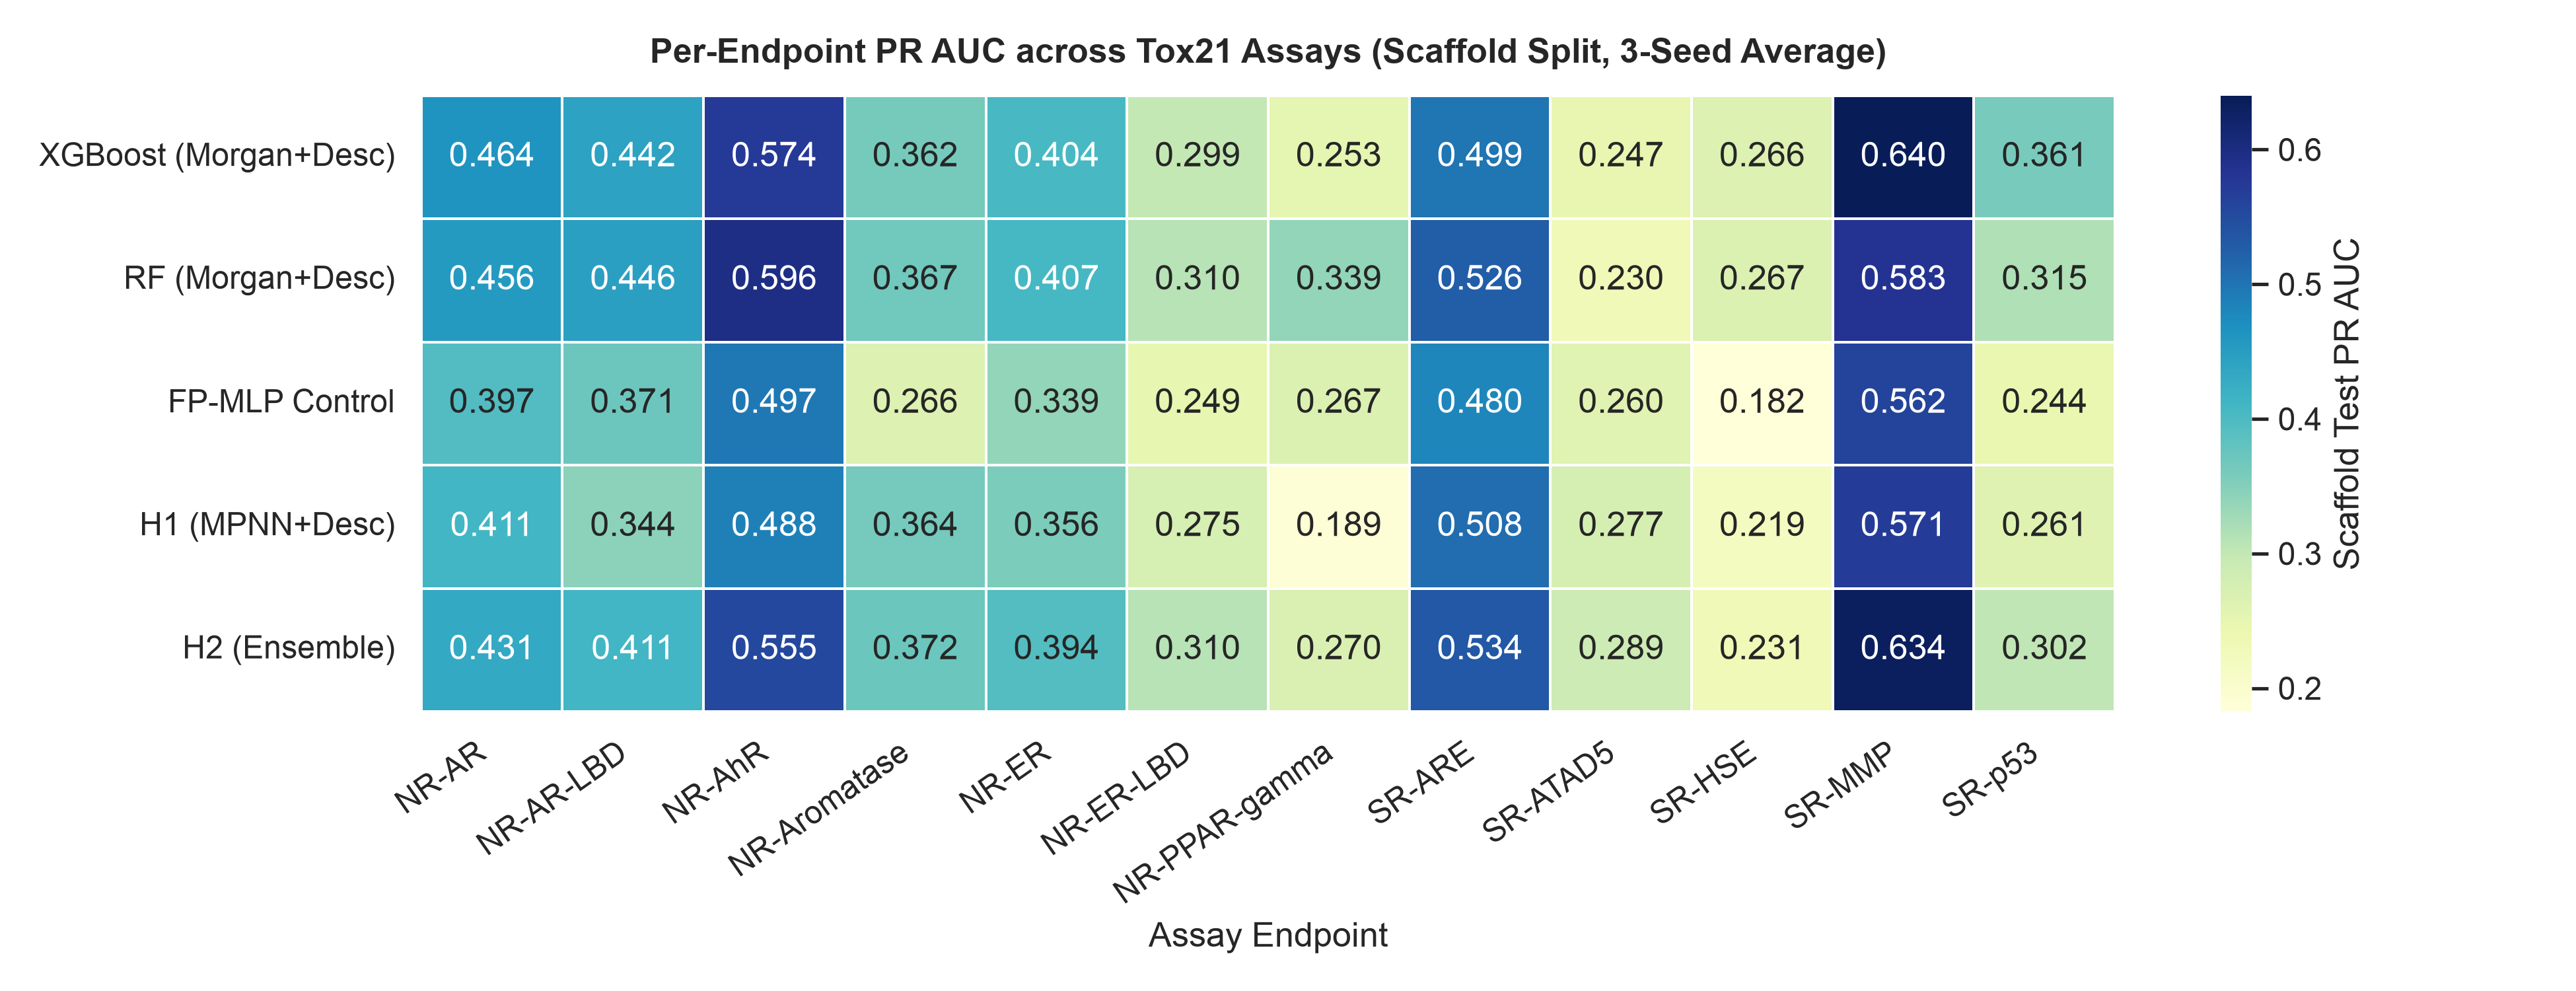 Per-Endpoint PR AUC across Tox21 Assays (Scaffold Split, 3-Seed Average)
XGBoost (Morgan+Desc) 0.464 0.442 0.574 0.362 0.404 0.299 0.253 0.499 0.247 0.266 0.640 0.361
RF (Morgan+Desc) 0.456 0.446 0.596 0.367 0.407 0.310 0.339 0.526 0.230 0.267 0.583 0.315
FP-MLP Control 0.397 0.371 0.497 0.266 0.339 0.249 0.267 0.480 0.260 0.182 0.562 0.244
H1 (MPNN+Desc) 0.411 0.344 0.488 0.364 0.356 0.275 0.189 0.508 0.277 0.219 0.571 0.261
H2 (Ensemble) 0.431 0.411 0.555 0.372 0.394 0.310 0.270 0.534 0.289 0.231 0.634 0.302
NR-AR NR-AR-LBD NR-AhR NR-Aromatase NR-ER NR-ER-LBD NR-PPAR-gamma SR-ARE SR-ATAD5 SR-HSE SR-MMP SR-p53
Assay Endpoint
0.6
0.5
0.4
0.3
0.2
Scaffold Test PR AUC